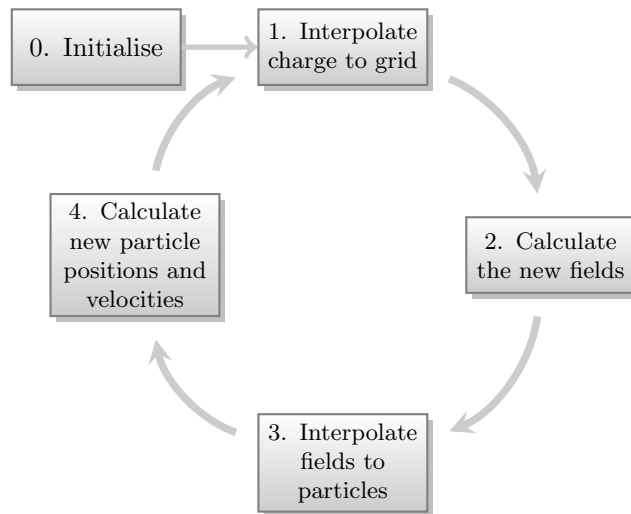 0. Initialise
1. Interpolate
charge to grid
2. Calculate
the new fields
3. Interpolate
fields to
particles
4. Calculate
new particle
positions and
velocities